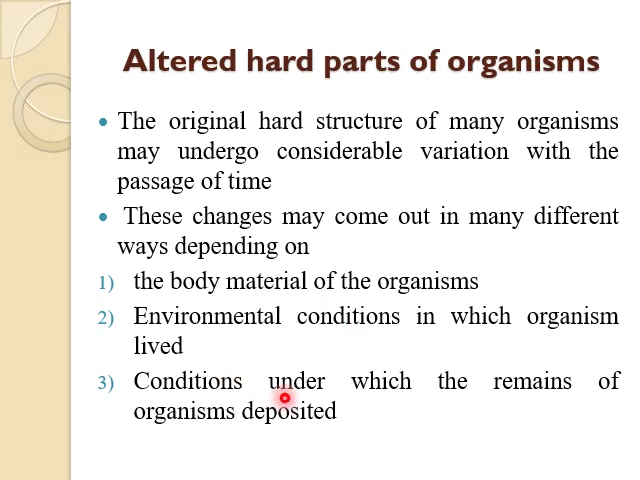 Altered hard parts of organisms
• The original hard structure of many organisms
may undergo considerable variation with the
passage of time
• These changes may come out in many different
ways depending on
1) the body material of the organisms
2) Environmental conditions in which organism
lived
3) Conditions under which the remains of
organisms deposited